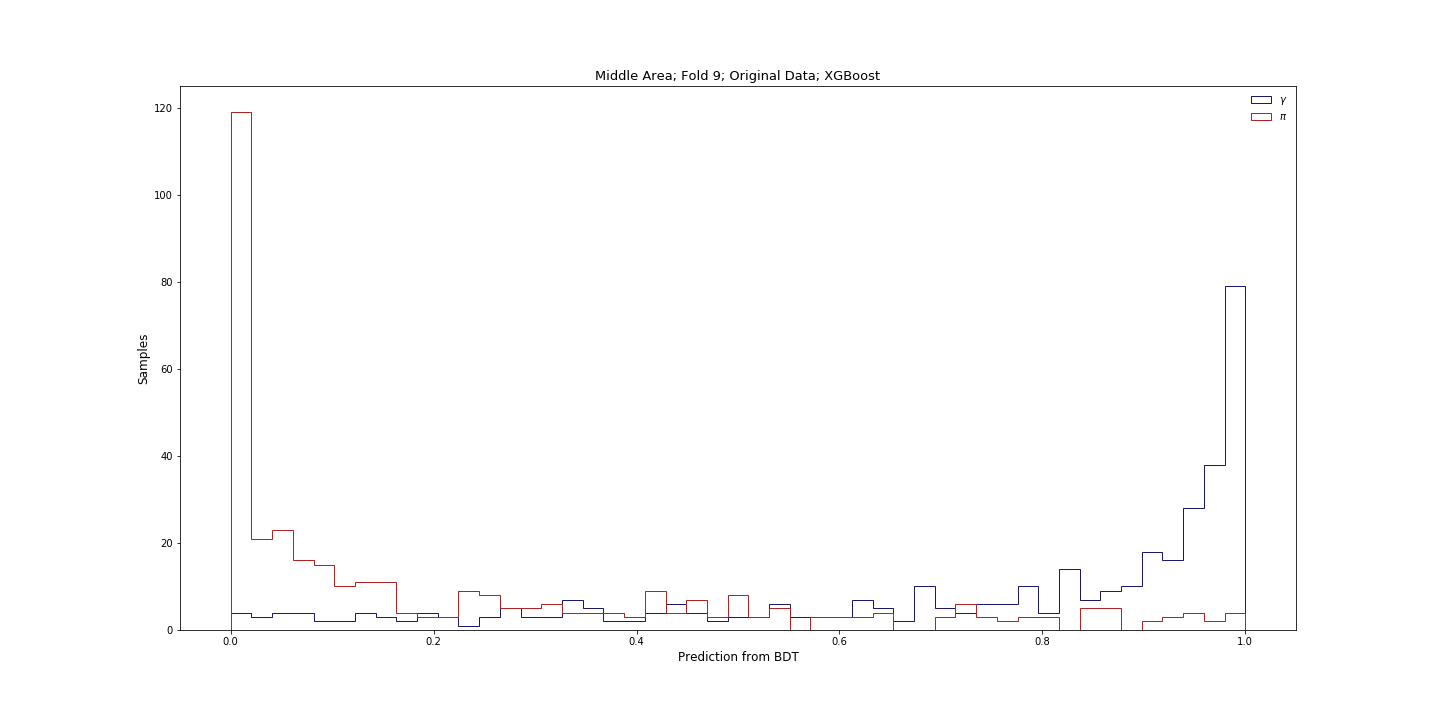 Middle Area; Fold 9; Original Data; XGBoost
γ
π
120
100
80
60
40
20
0
Samples
0.0 0.2 0.4 0.6 0.8 1.0
Prediction from BDT